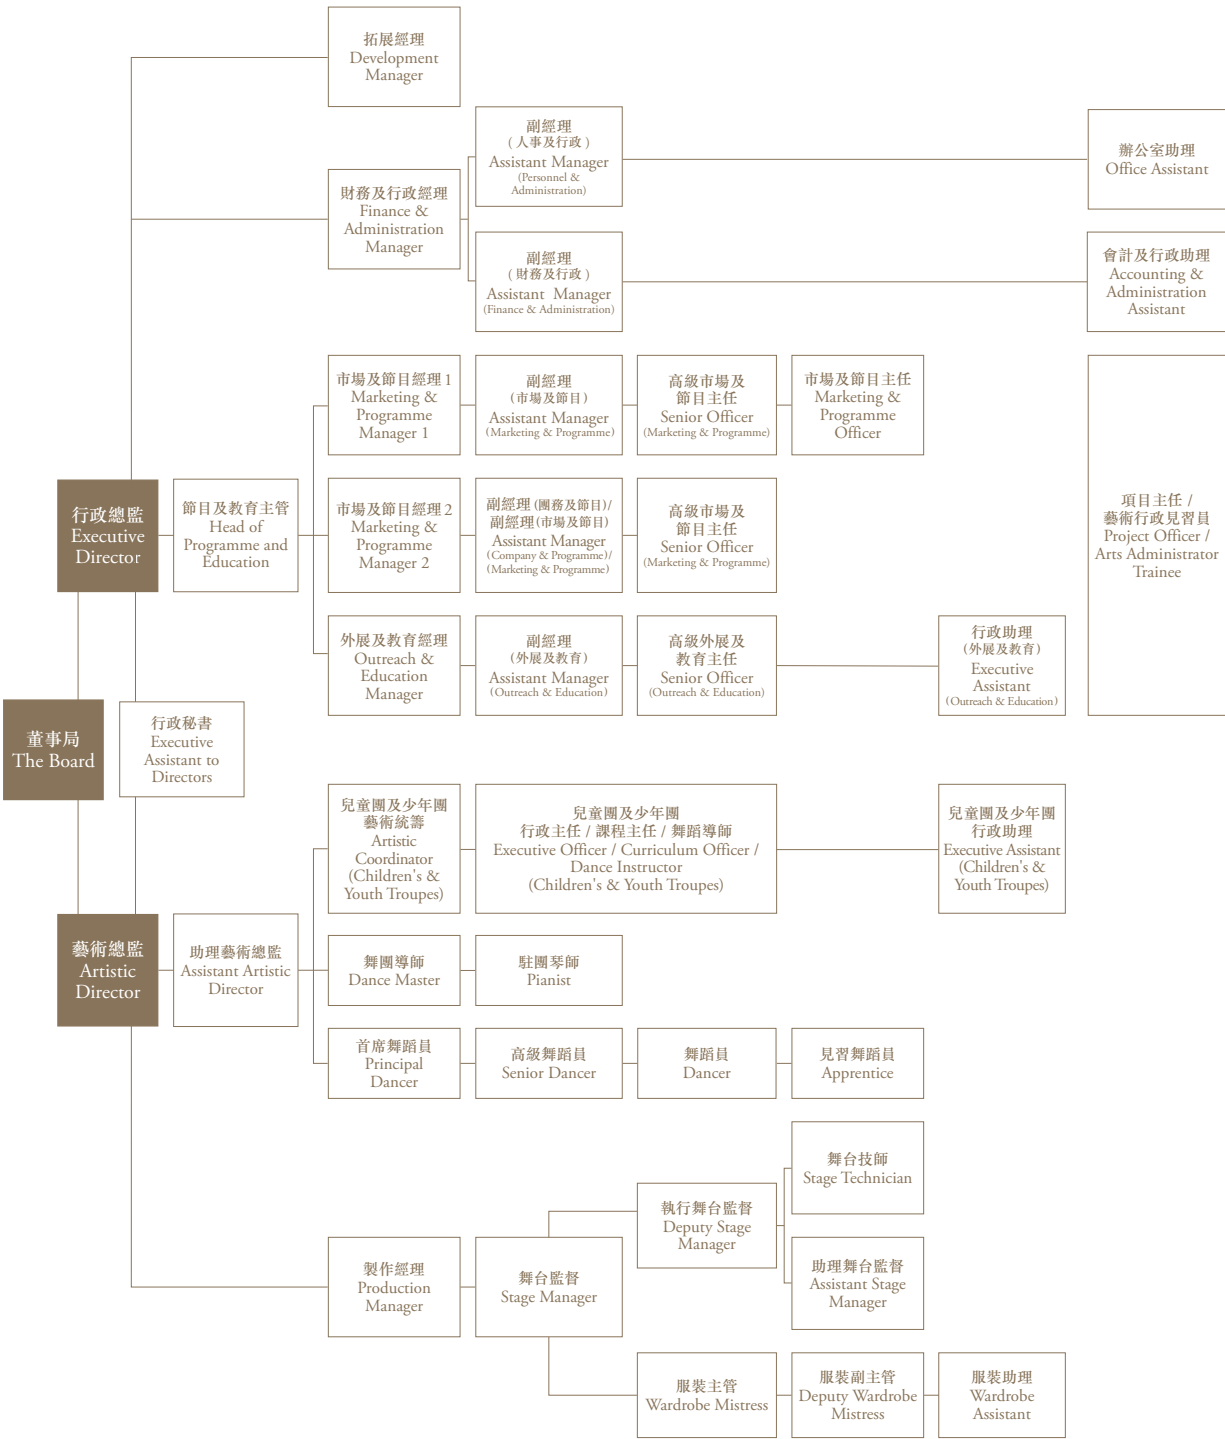 拓展經理
Development
Manager
副經理
(人事及行政)
Assistant Manager
(Personnel &
Administration)
辦公室助理
Office Assistant
財務及行政經理
Finance &
Administration
Manager
副經理
(財務及行政)
Assistant Manager
(Finance & Administration)
會計及行政助理
Accounting &
Administration
Assistant
市場及節目經理1
Marketing &
Programme
Manager 1
副經理
(市場及節目)
Assistant Manager
(Marketing & Programme)
高級市場及
節目主任
Senior Officer
(Marketing & Programme)
市場及節目主任
Marketing &
Programme
Officer
行政總監
Executive
Director
節目及教育主管
Head of
Programme and
Education
市場及節目經理2
Marketing &
Programme
Manager 2
副經理(團務及節目)/
副經理(市場及節目)
Assistant Manager
(Company & Programme)/
(Marketing & Programme)
高級市場及
節目主任
Senior Officer
(Marketing & Programme)
項目主任 /
藝術行政見習員
Project Officer /
Arts Administrator
Trainee
外展及教育經理
Outreach &
Education
Manager
副經理
(外展及教育)
Assistant Manager
(Outreach & Education)
高級外展及
教育主任
Senior Officer
(Outreach & Education)
行政助理
(外展及教育)
Executive
Assistant
(Outreach & Education)
董事局
The Board
行政秘書
Executive
Assistant to
Directors
兒童團及少年團
藝術統籌
Artistic
Coordinator
(Children's &
Youth Troupes)
兒童團及少年團
行政主任 / 課程主任 / 舞蹈導師
Executive Officer / Curriculum Officer /
Dance Instructor
(Children's & Youth Troupes)
兒童團及少年團
行政助理
Executive Assistant
(Children's &
Youth Troupes)
藝術總監
Artistic
Director
助理藝術總監
Assistant Artistic
Director
舞團導師
Dance Master
駐團琴師
Pianist
首席舞蹈員
Principal
Dancer
高級舞蹈員
Senior Dancer
舞蹈員
Dancer
見習舞蹈員
Apprentice
舞台技師
Stage Technician
執行舞台監督
Deputy Stage
Manager
製作經理
Production
Manager
舞台監督
Stage Manager
助理舞台監督
Assistant Stage
Manager
服裝主管
Wardrobe Mistress
服裝副主管
Deputy Wardrobe
Mistress
服裝助理
Wardrobe
Assistant